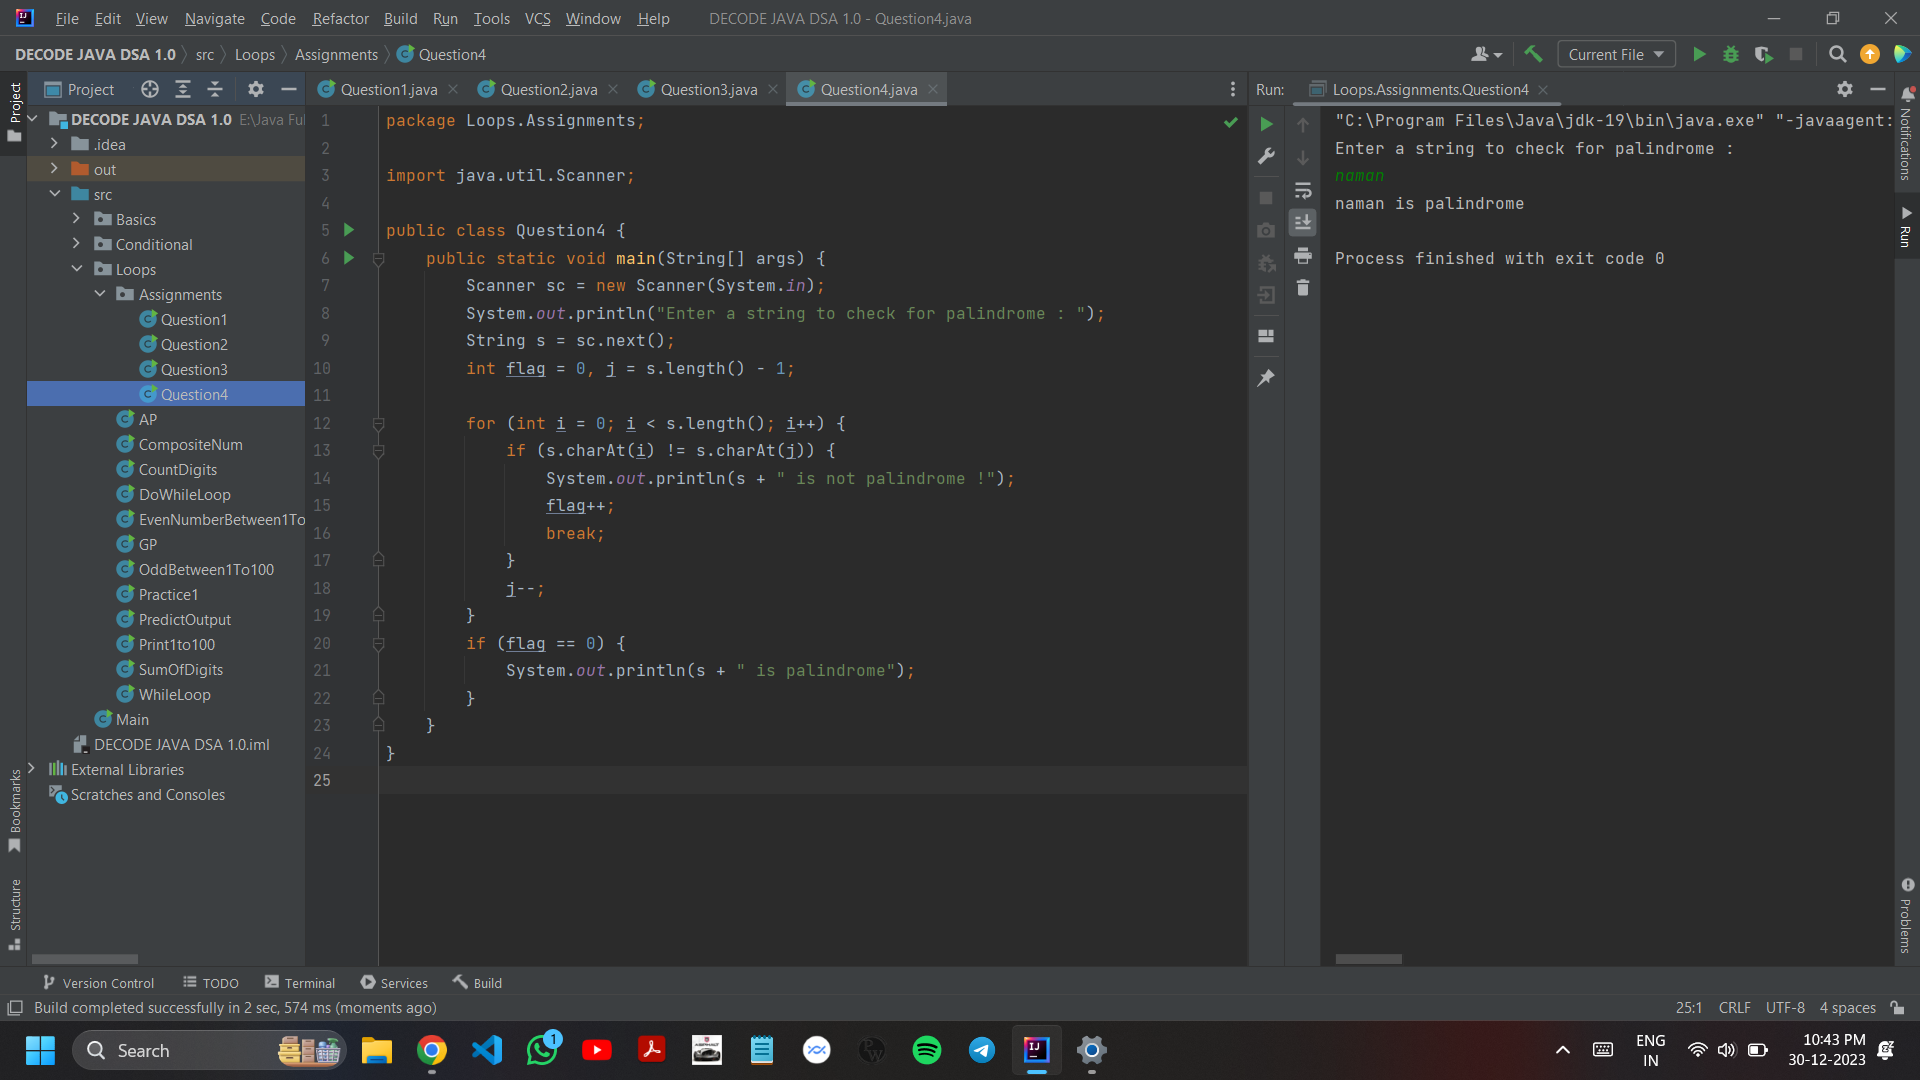 File Edit View Navigate Code Refactor Build Run Tools VCS Window Help DECODE JAVA DSA 1.0 - Question4.java
DECODE JAVA DSA 1.0 src Loops Assignments Question4 Current File
Project
Project
Question1.java Question2.java Question3.java Question4.java
Run: Loops.Assignments.Question4
DECODE JAVA DSA 1.0 E:\Java Ful
.idea
out
src
Basics
Conditional
Loops
Assignments
Question1
Question2
Question3
Question4
AP
CompositeNum
CountDigits
DoWhileLoop
EvenNumberBetween1To
GP
OddBetween1To100
Practice1
PredictOutput
Print1to100
SumOfDigits
WhileLoop
Main
DECODE JAVA DSA 1.0.iml
External Libraries
Scratches and Consoles
Bookmarks
Structure
1 package Loops.Assignments;
2
3 import java.util.Scanner;
4
5 public class Question4 {
6 public static void main(String[] args) {
7 Scanner sc = new Scanner(System.in);
8 System.out.println("Enter a string to check for palindrome : ");
9 String s = sc.next();
10 int flag = 0, j = s.length() - 1;
11
12 for (int i = 0; i < s.length(); i++) {
13 if (s.charAt(i) != s.charAt(j)) {
14 System.out.println(s + " is not palindrome !");
15 flag++;
16 break;
17 }
18 j--;
19 }
20 if (flag == 0) {
21 System.out.println(s + " is palindrome");
22 }
23 }
24 }
25
"C:\Program Files\Java\jdk-19\bin\java.exe" "-javaagent:
Enter a string to check for palindrome :
naman
naman is palindrome
Process finished with exit code 0
Notifications
Run
Problems
Version Control TODO Terminal Services Build
Build completed successfully in 2 sec, 574 ms (moments ago) 25:1 CRLF UTF-8 4 spaces
Search
1
ENG
IN
10:43 PM
30-12-2023